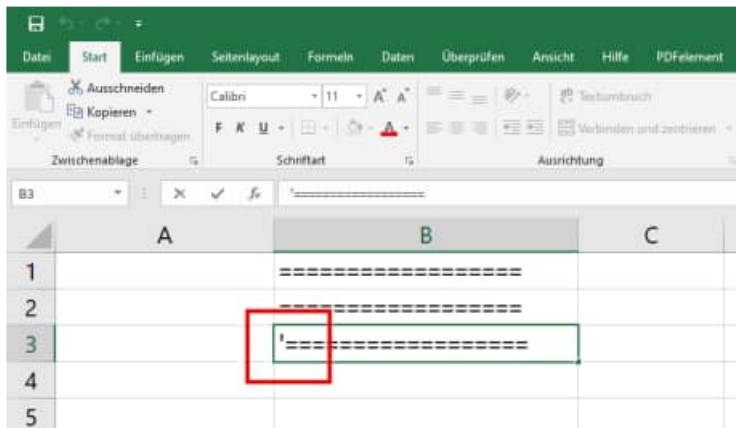 Datei Start Einfügen Seitenlayout Formeln Daten Überprüfen Ansicht Hilfe PDFelement
Ausschneiden
Kopieren
Format übertragen
Einfügen
Calibri 11 A A
F K U A
Textumbruch
Verbinden und zentrieren
Zwischenablage Schriftart Ausrichtung
B3 fx '==================
A B C
1 ==================
2 ==================
3 '==================
4
5